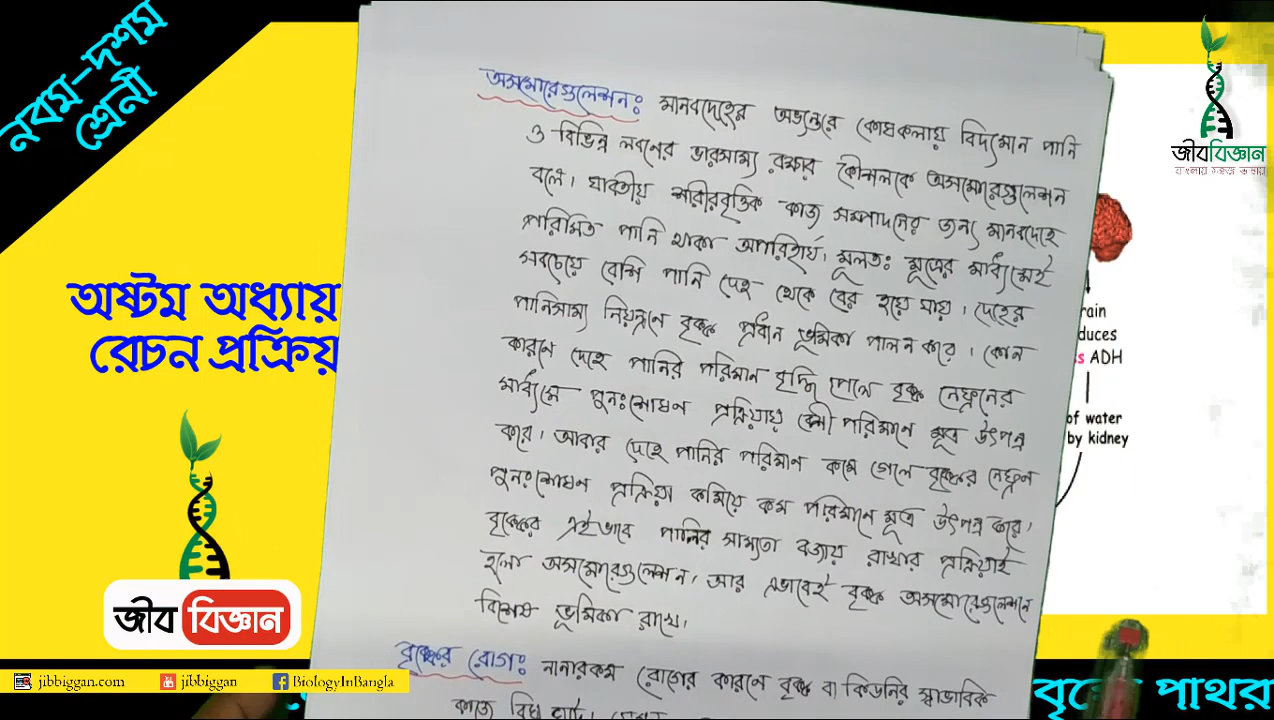 নবম-দশম
শ্রেনী
অষ্টম অধ্যায়
রেচন প্রক্রিয়
জীব বিজ্ঞান
jibbiggan.com
jibbiggan
BiologyInBangla
অসমোরেগুলেশনঃ মানবদেহের অভ্যন্তরে কোষকলায় বিদ্যমান পানি
ও বিভিন্ন লবণের ভারসাম্য রক্ষার কৌশলকে অসমোরেগুলেশন
বলে। যাবতীয় শরীরবৃত্তিক কাজ সম্পাদনের জন্য মানবদেহে
পরিমিত পানি থাকা অপরিহার্য। মূলতঃ মূত্রের মাধ্যমেই
সবচেয়ে বেশি পানি দেহ থেকে বের হয়ে যায়। দেহের
পানিসাম্য নিয়ন্ত্রণে বৃক্ক প্রধান ভূমিকা পালন করে। কোন
কারণে দেহে পানির পরিমান বৃদ্ধি পেলে বৃক্ক নেফ্রনের
মাধ্যমে পুনঃশোষণ প্রক্রিয়ায় বেশী পরিমাণে মূত্র উৎপন্ন
করে। আবার দেহে পানির পরিমাণ কমে গেলে বৃক্কের নেফ্রন
পুনঃশোষণ প্রক্রিয়া কমিয়ে কম পরিমাণে মূত্র উৎপন্ন করে।
বৃক্কের এইভাবে পানির সাম্যতা বজায় রাখার প্রক্রিয়াই
হলো অসমোরেগুলেশন। আর এভাবেই বৃক্ক অসমোরেগুলেশনে
বিশেষ ভূমিকা রাখে।
বৃক্কের রোগঃ নানারকম রোগের কারণে বৃক্ক বা কিডনির স্বাভাবিক
কাজে বিঘ্ন
জীববিজ্ঞান
বাংলায় সহজ ভাষায়
rain
duces
s ADH
of water
by kidney
পাথর